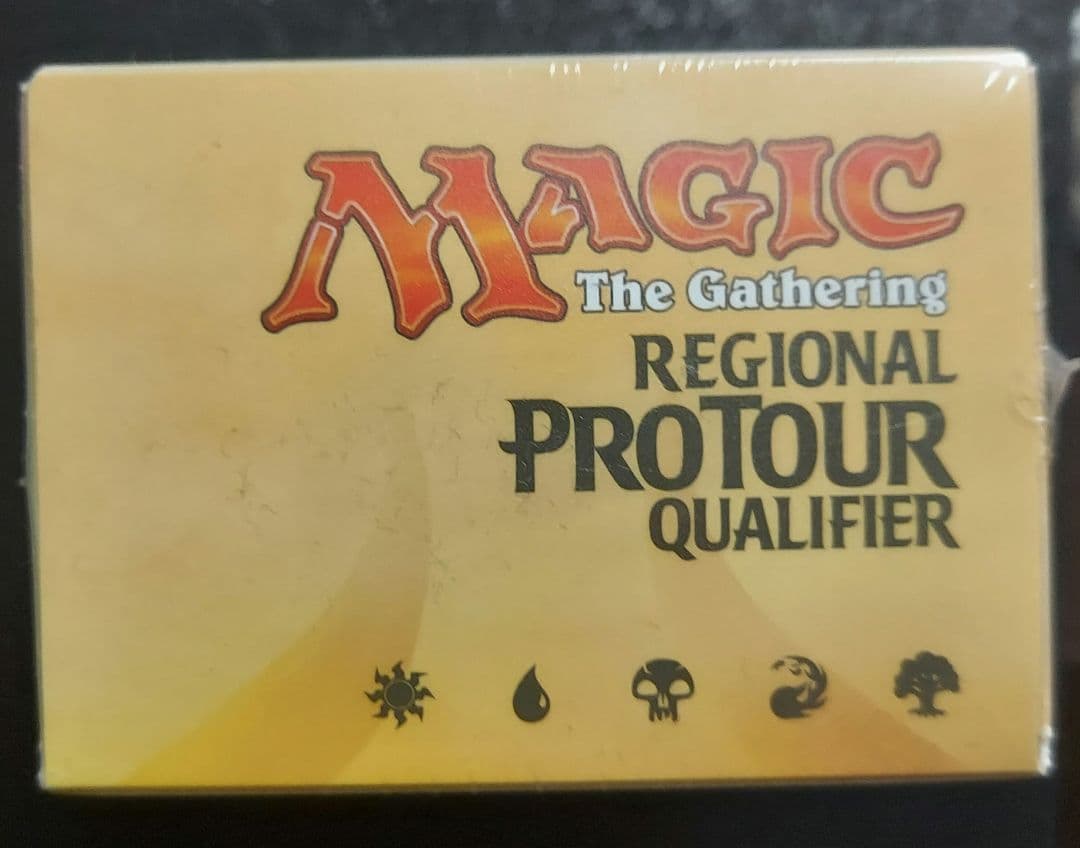 MAGIC
The Gathering
REGIONAL
PROTOUR
QUALIFIER